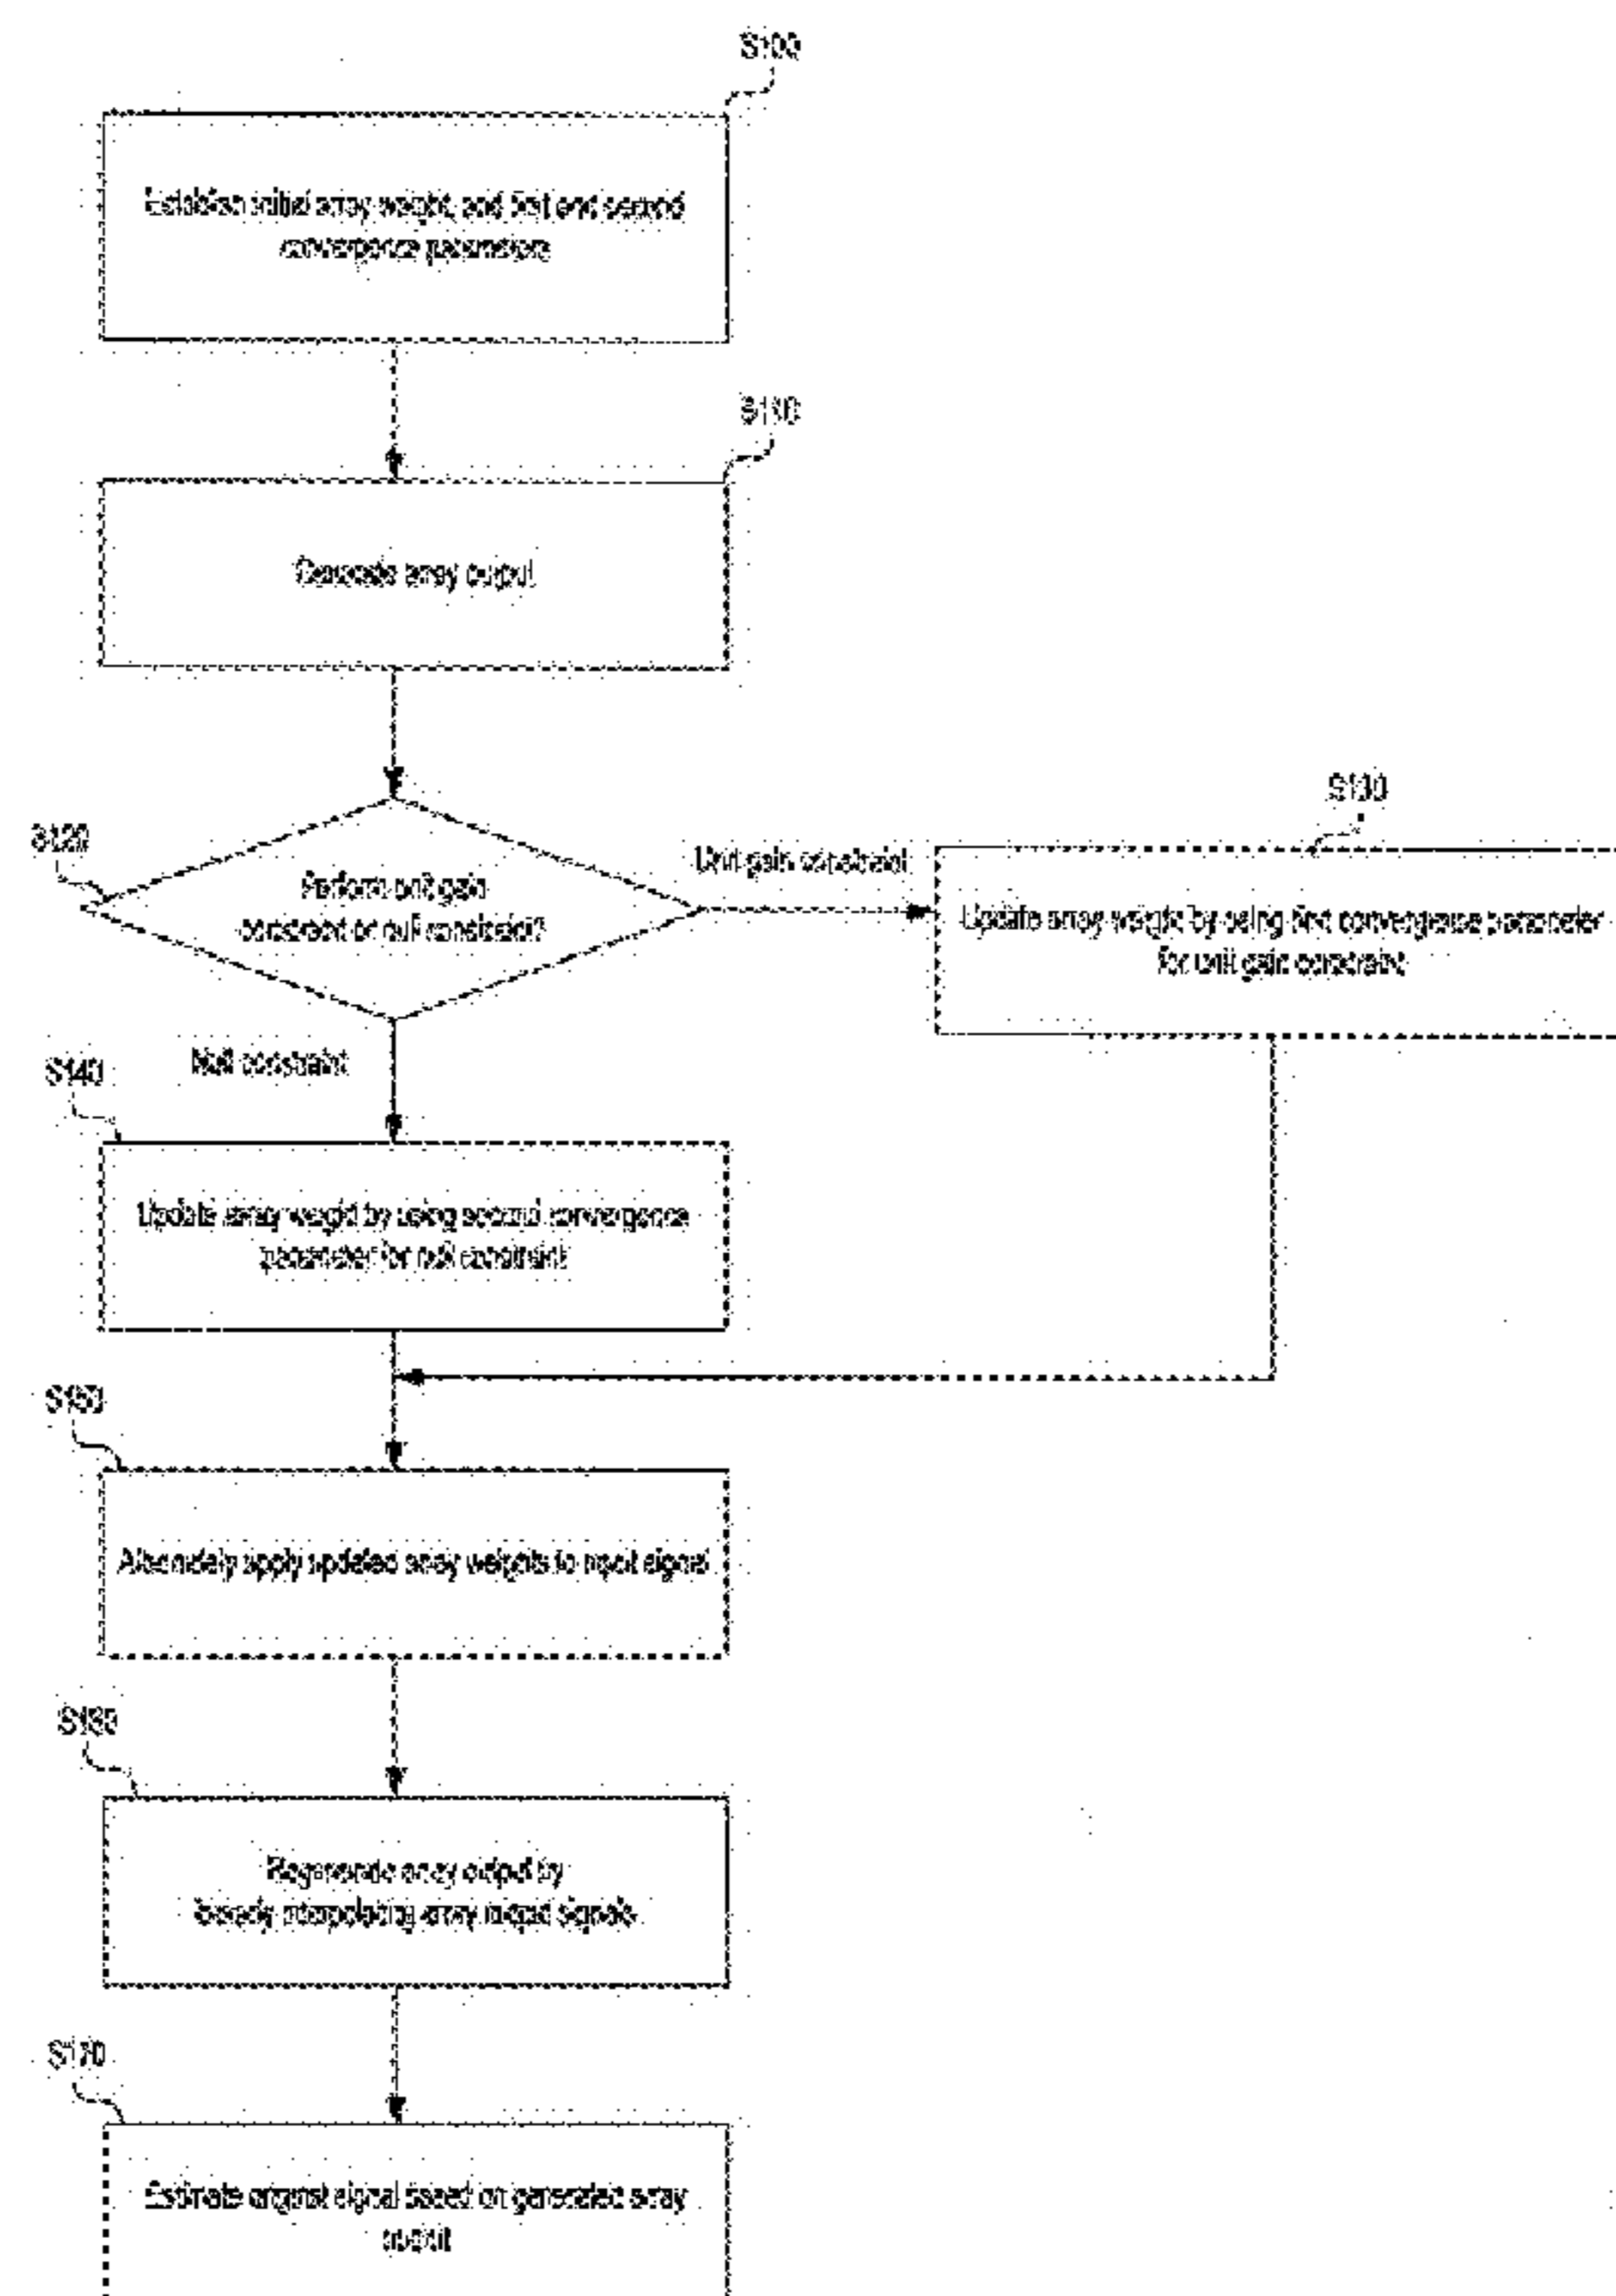 S100
Establish initial array weight, and first and second
convergence parameters
S110
Generate array output
S120
Perform unit gain
constraint or null constraint?
Unit gain constraint
S130
Update array weight by using first convergence parameter
for unit gain constraint
Null constraint
S140
Update array weight by using second convergence
parameter for null constraint
S150
Alternately apply updated array weights to input signal
S160
Regenerate array output by
linearly interpolating array output signals
S170
Estimate original signal based on generated array
output